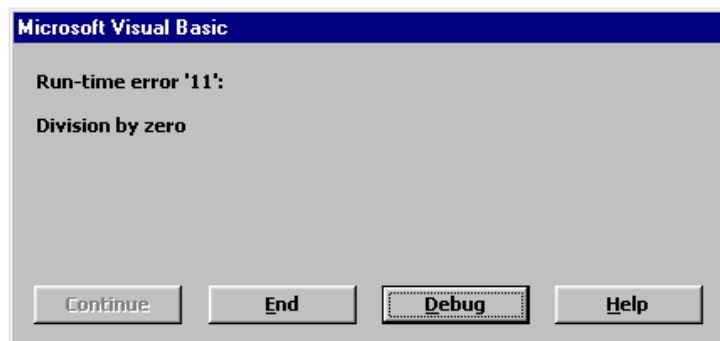 Microsoft Visual Basic
Run-time error '11':
Division by zero
Continue End Debug Help